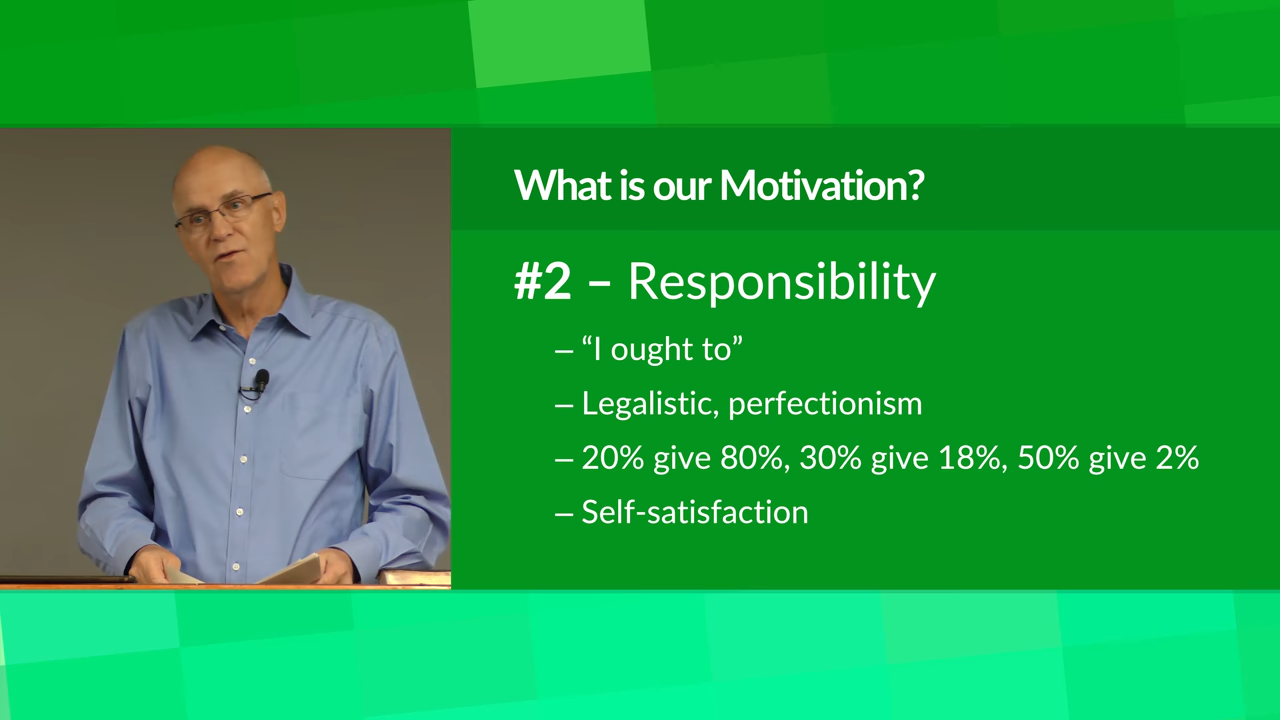 What is our Motivation?
#2 – Responsibility
– “I ought to”
– Legalistic, perfectionism
– 20% give 80%, 30% give 18%, 50% give 2%
– Self-satisfaction